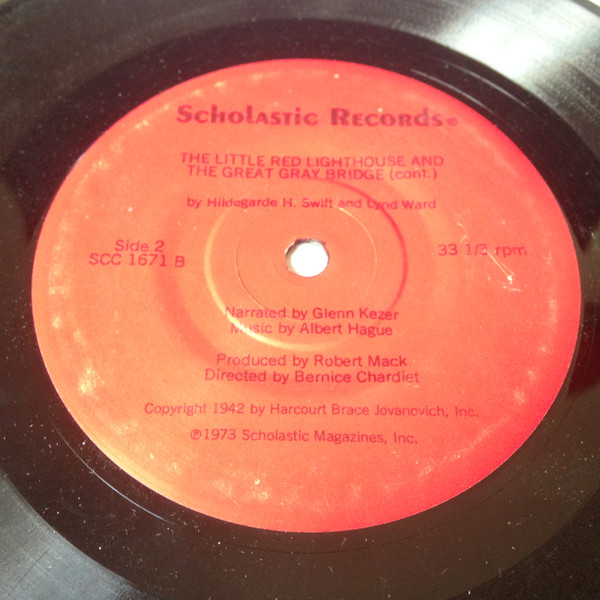 Scholastic Records®
THE LITTLE RED LIGHTHOUSE AND
THE GREAT GRAY BRIDGE (cont.)
by Hildegarde H. Swift and Lynd Ward
Side 2
SCC 1671 B
33 1/3 rpm
Narrated by Glenn Kezer
Music by Albert Hague
Produced by Robert Mack
Directed by Bernice Chardiet
Copyright 1942 by Harcourt Brace Jovanovich, Inc.
℗1973 Scholastic Magazines, Inc.